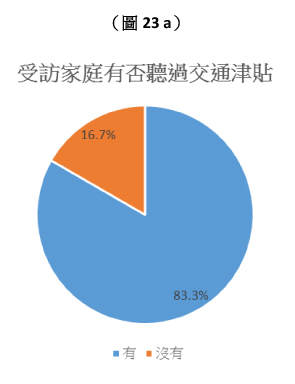 （圖 23 a）
受訪家庭有否聽過交通津貼
16.7%
83.3%
有 沒有